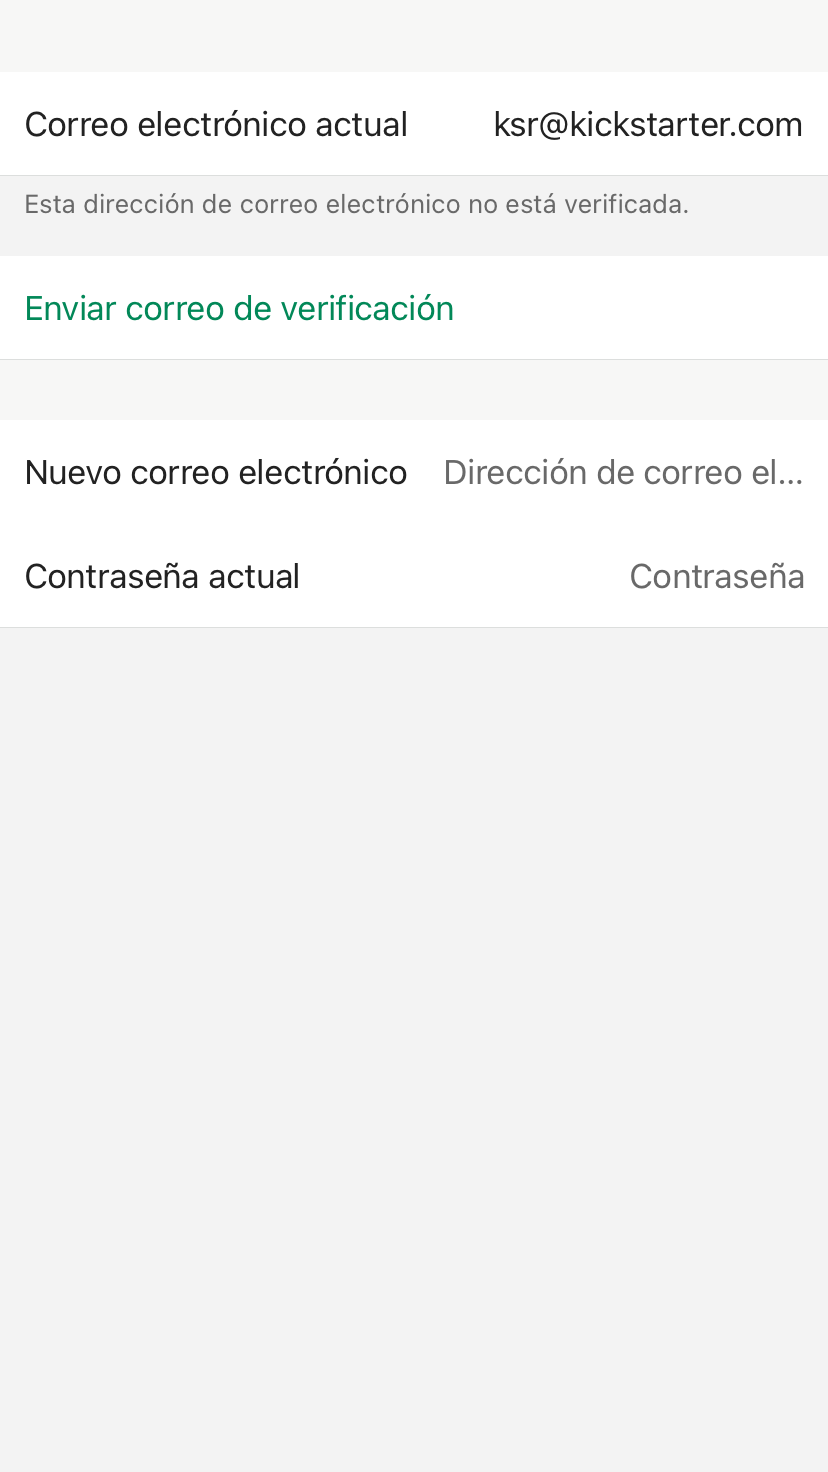 Correo electrónico actual ksr@kickstarter.com
Esta dirección de correo electrónico no está verificada.
Enviar correo de verificación
Nuevo correo electrónico Dirección de correo el...
Contraseña actual Contraseña